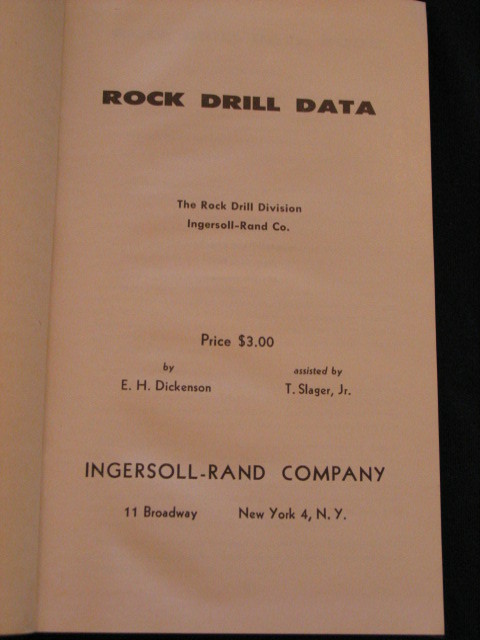 ROCK DRILL DATA
The Rock Drill Division
Ingersoll-Rand Co.
Price $3.00
by
E. H. Dickenson
assisted by
T. Slager, Jr.
INGERSOLL-RAND COMPANY
11 Broadway New York 4, N. Y.